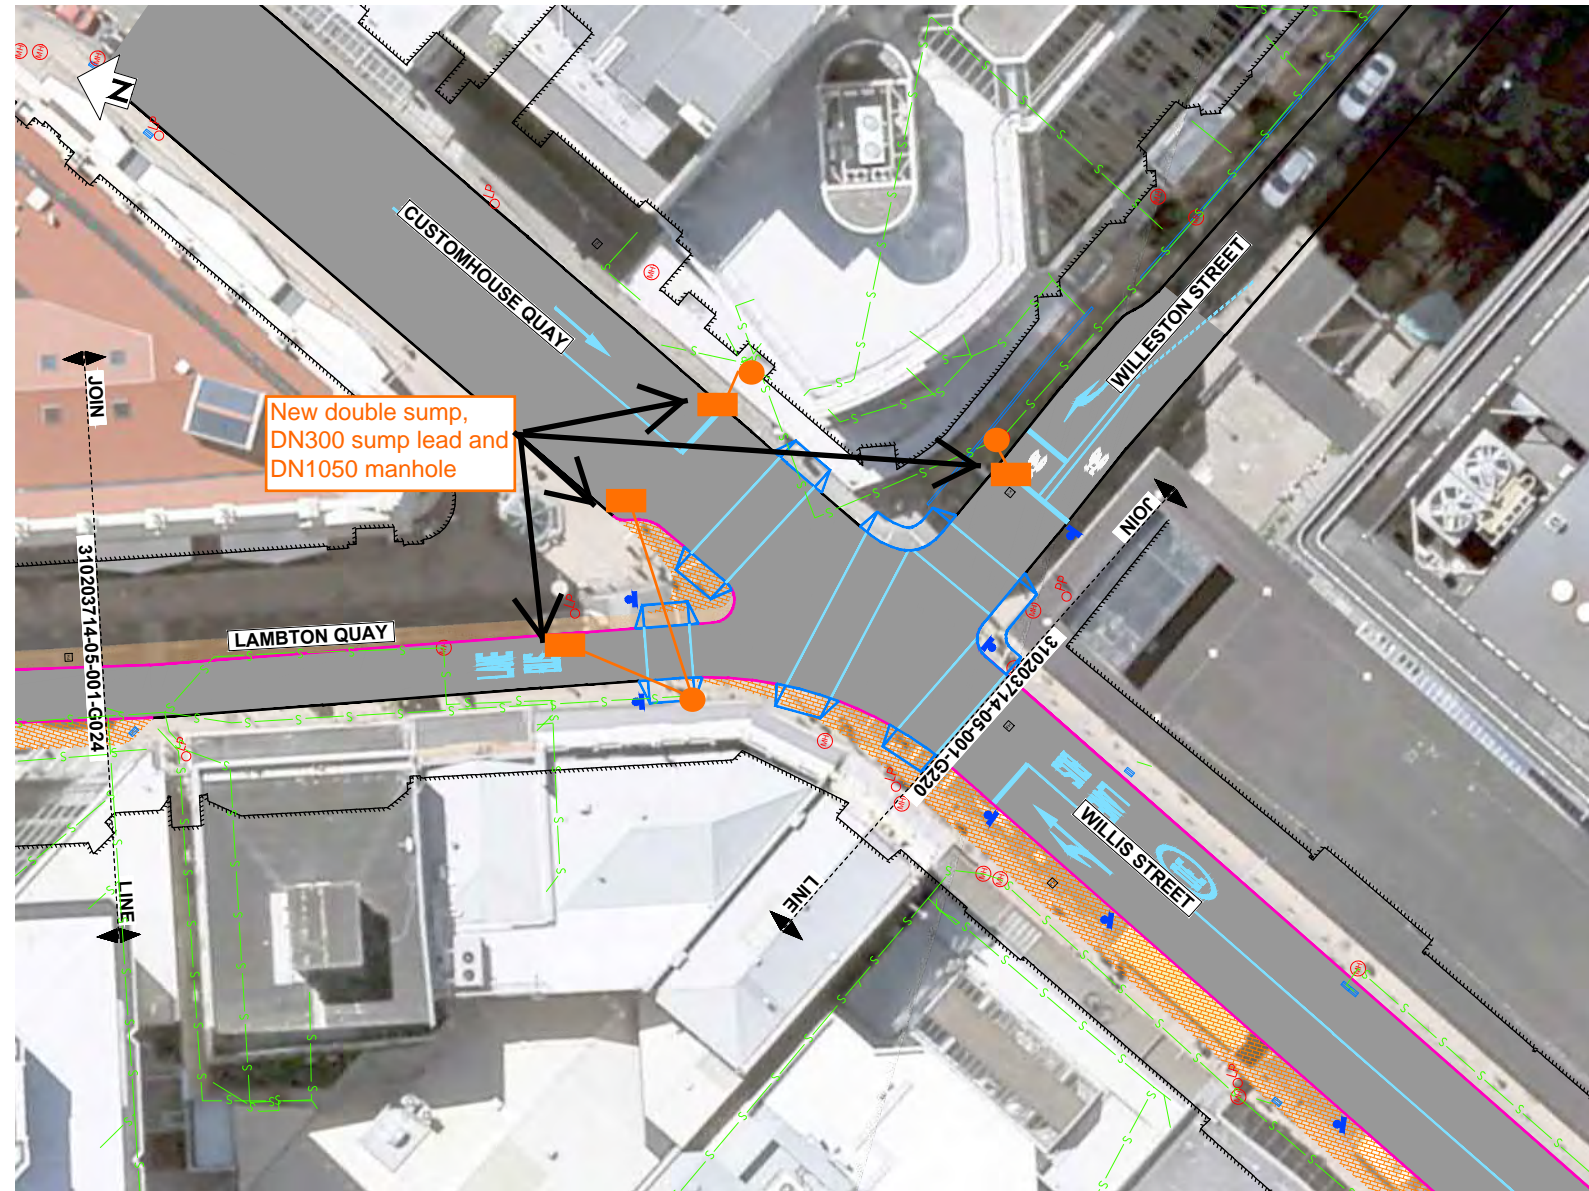 N
CUSTOMHOUSE QUAY
WILLESTON STREET
JOIN
New double sump,
DN300 sump lead and
DN1050 manhole
JOIN
310203714-05-001-G024
LAMBTON QUAY
310203714-05-001-G220
WILLIS STREET
LINE
LINE